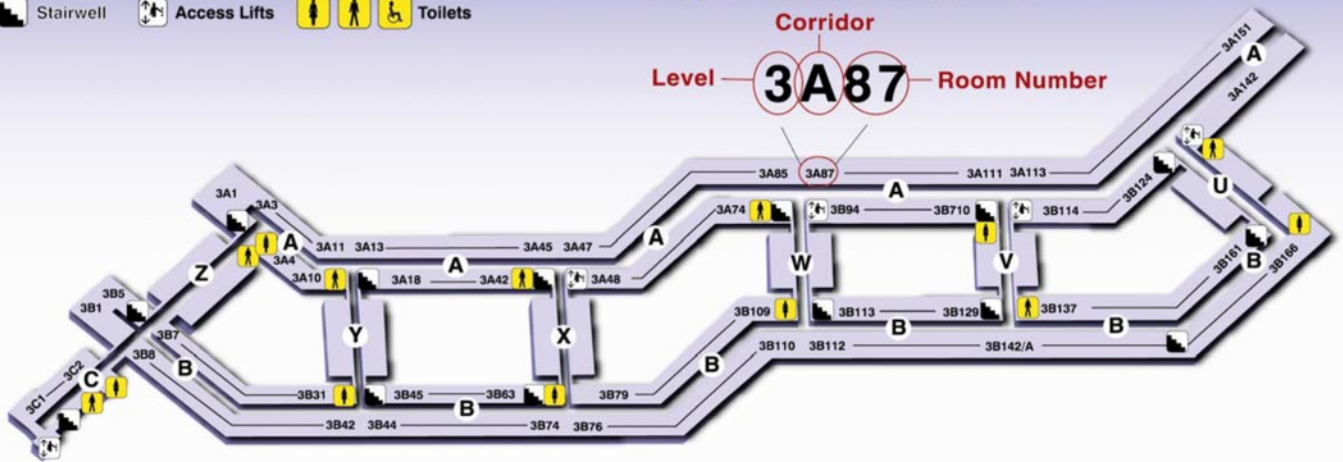 Stairwell Access Lifts Toilets
Corridor
Level 3A87 Room Number
3A151
A
3A142
3A85 3A87 3A111 3A113
A
3B124
U
3A1
3A3
3A74 3B94 3B710 3B114
A
3A11 3A13 3A45 3A47
A
A
3A4
3A10 3A18 3A42 3A48
Z
W
V
B
3B161
3B166
3B5
3B1
3B109 3B113 3B129 3B137
B
B
3B7
3B8
Y
X
3B110 3B112 3B142/A
B
B
3C2
C
3C1
3B31 3B45 3B63 3B79
B
3B42 3B44 3B74 3B76